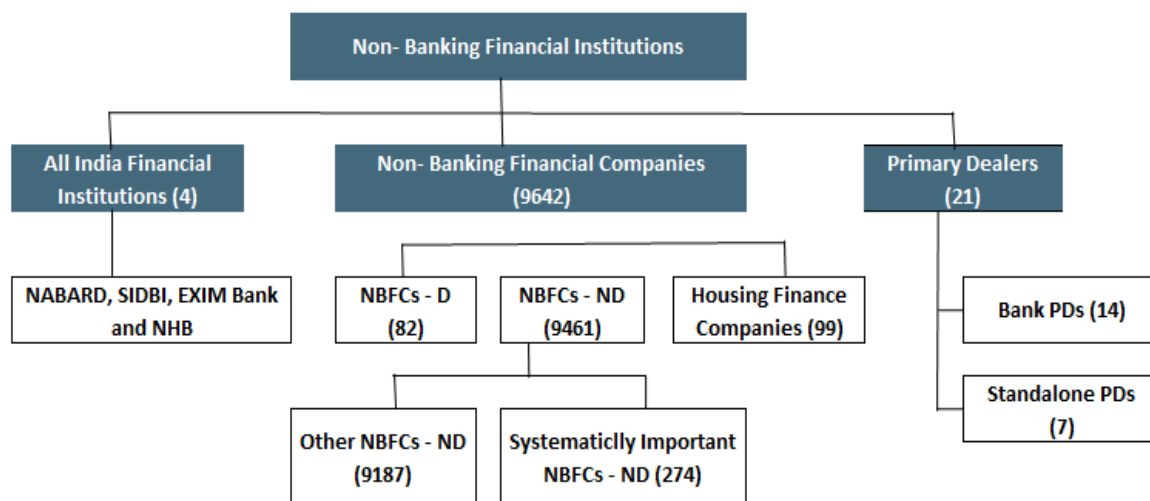 Non- Banking Financial Institutions
All India Financial
Institutions (4)
Non- Banking Financial Companies
(9642)
Primary Dealers
(21)
NABARD, SIDBI, EXIM Bank
and NHB
NBFCs - D
(82)
NBFCs - ND
(9461)
Housing Finance
Companies (99)
Bank PDs (14)
Standalone PDs
(7)
Other NBFCs - ND
(9187)
Systematiclly Important
NBFCs - ND (274)